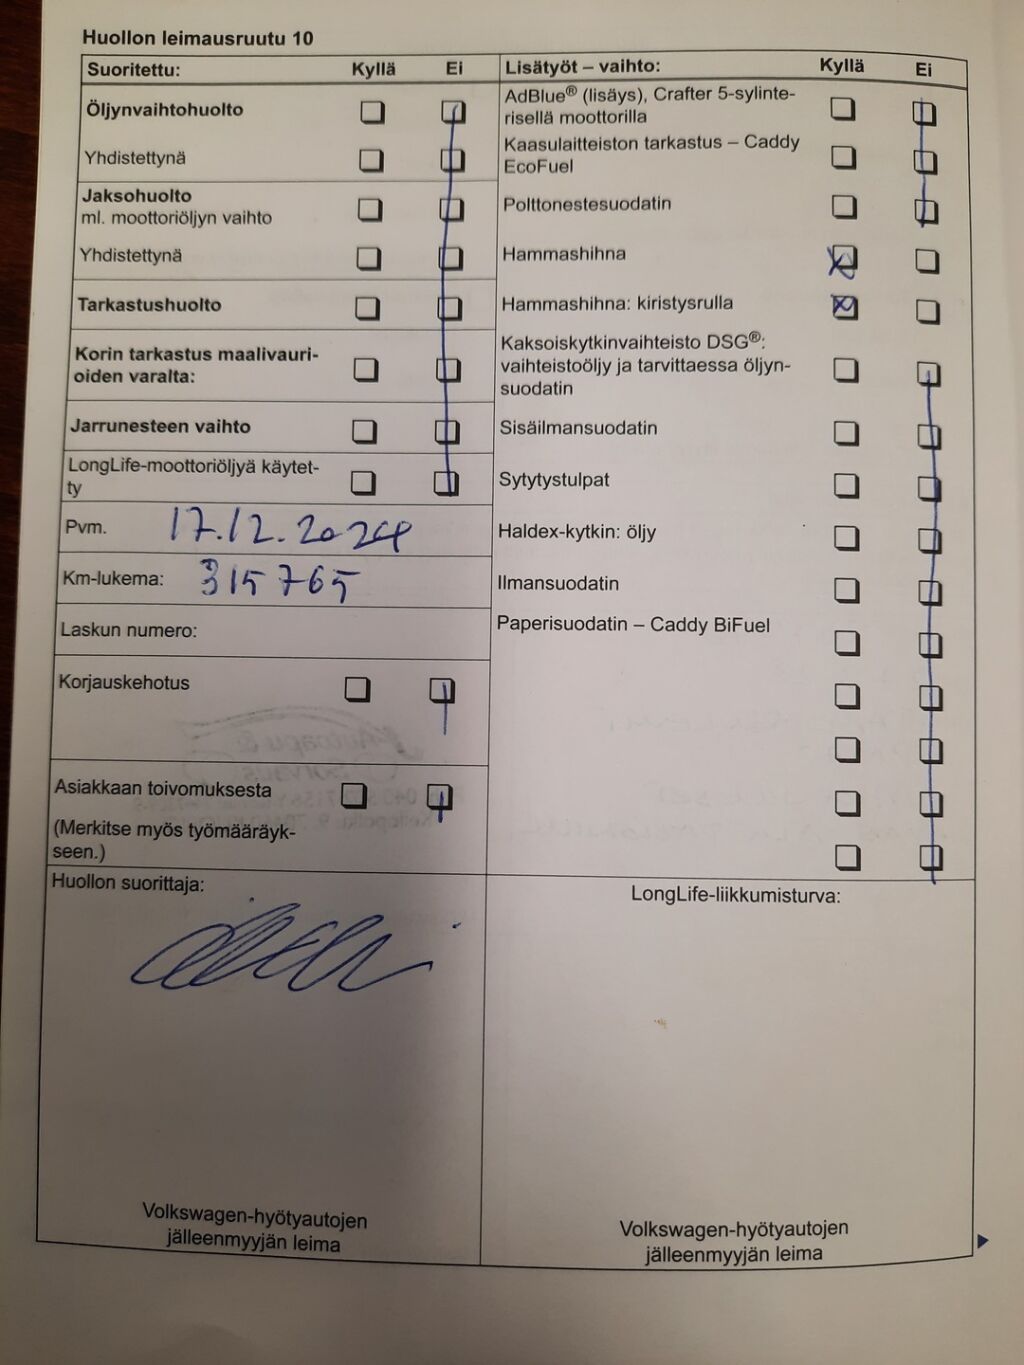 Huollon leimausruutu 10
Suoritettu: Kyllä Ei
Öljynvaihtohuolto
Yhdistettynä
Jaksohuolto
ml. moottoriöljyn vaihto
Yhdistettynä
Tarkastushuolto
Korin tarkastus maalivauri-
oiden varalta:
Jarrunesteen vaihto
LongLife-moottoriöljyä käytet-
ty
Pvm. 17.12.2024
Km-lukema: 315765
Laskun numero:
Korjauskehotus
Asiakkaan toivomuksesta
(Merkitse myös työmääräyk-
seen.)
Huollon suorittaja:
Volkswagen-hyötyautojen
jälleenmyyjän leima
Lisätyöt – vaihto: Kyllä Ei
AdBlue® (lisäys), Crafter 5-sylinte-
risellä moottorilla
Kaasulaitteiston tarkastus – Caddy
EcoFuel
Polttonestesuodatin
Hammashihna
Hammashihna: kiristysrulla
Kaksoiskytkinvaihteisto DSG®:
vaihteistoöljy ja tarvittaessa öljyn-
suodatin
Sisäilmansuodatin
Sytytystulpat
Haldex-kytkin: öljy
Ilmansuodatin
Paperisuodatin – Caddy BiFuel
LongLife-liikkumisturva:
Volkswagen-hyötyautojen
jälleenmyyjän leima